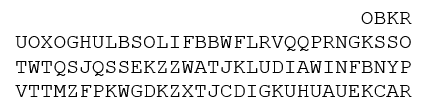 OBKR
UOXOGHULBSOLIFBBWFLRVQQPRNGKSSO
TWTQSJQSSEKZZWATJKLUDIAWINFBNYP
VTTMZFPKWGDKZXTJCDIGKUHUAUEKCAR